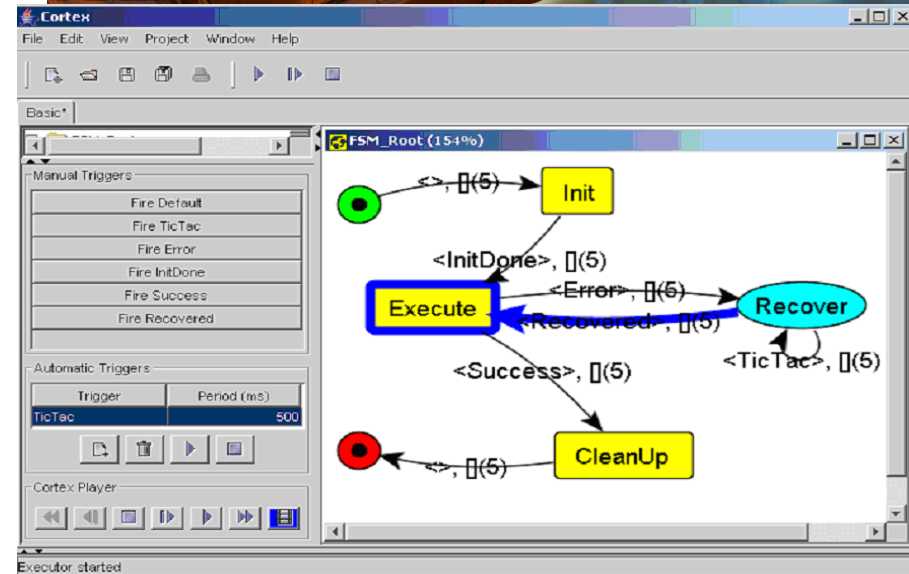 Cortex
File Edit View Project Window Help
Basic*
FSM_Root (154%)
Manual Triggers
Fire Default
Fire TicTac
Fire Error
Fire InitDone
Fire Success
Fire Recovered
Automatic Triggers
Trigger Period (ms)
TicTac 500
Cortex Player
<>, [](5)
Init
<InitDone>, [](5)
Execute
<Error>, [](5)
Recover
<Recovered>, [](5)
<TicTac>, [](5)
<Success>, [](5)
CleanUp
<>, [](5)
Executor started